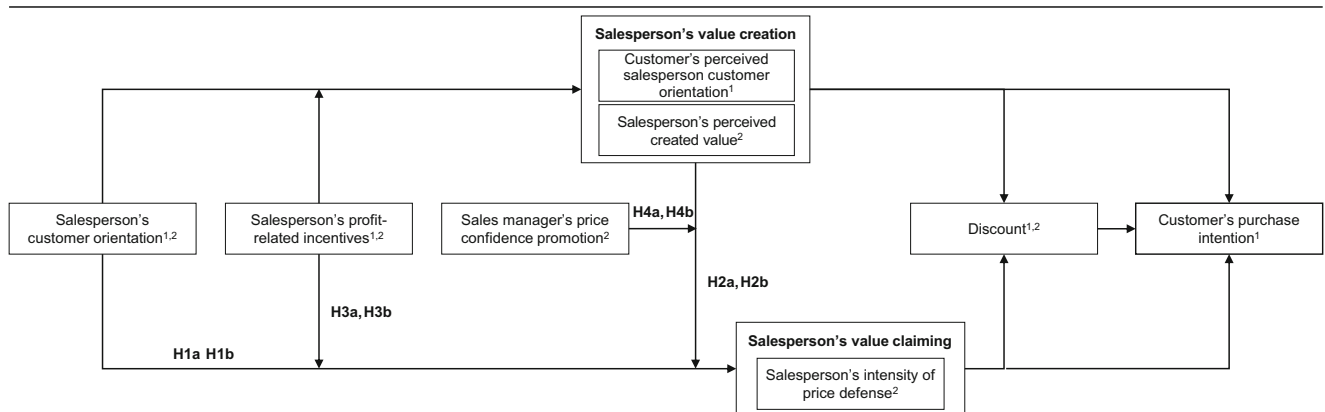 Salesperson's value creation
Customer's perceived
salesperson customer
orientation1
Salesperson's perceived
created value2
Salesperson's
customer orientation1,2
Salesperson's profit-
related incentives1,2
Sales manager's price
confidence promotion2
H4a, H4b
Discount1,2
Customer's purchase
intention1
H2a, H2b
H3a, H3b
H1a H1b
Salesperson's value claiming
Salesperson's intensity of
price defense2